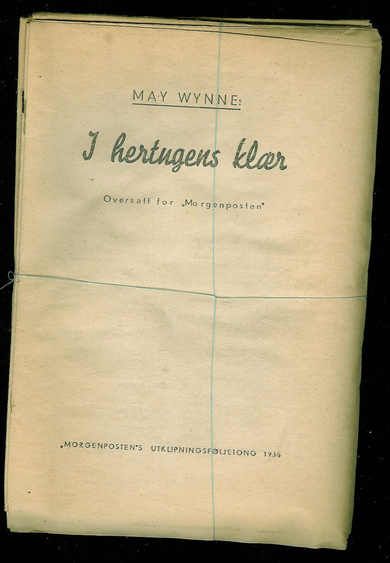 MAY WYNNE:
I hertugens klær
Oversatt for „Morgenposten"
„MORGENPOSTEN"S UTKLIPNINGSFØLJETONG 1936